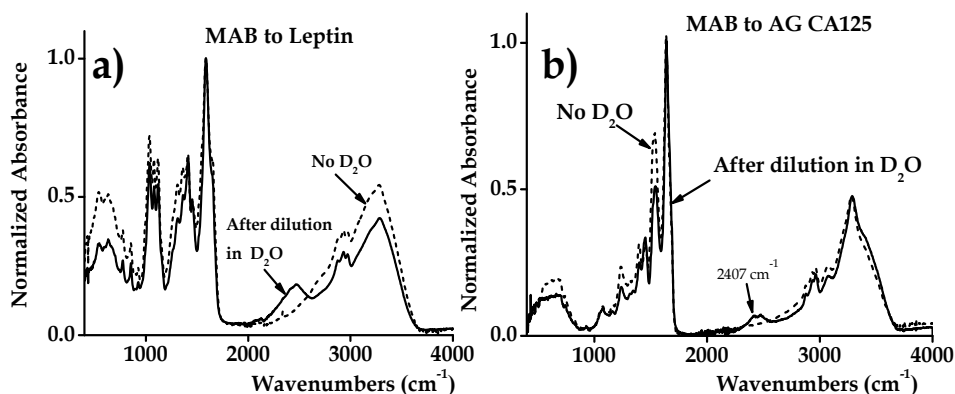 a)
MAB to Leptin
Normalized Absorbance
1.0
0.5
0.0
No D₂O
After dilution
in D₂O
1000 2000 3000 4000
Wavenumbers (cm⁻¹)
b)
MAB to AG CA125
Normalized Absorbance
1.0
0.5
0.0
No D₂O
After dilution in D₂O
2407 cm⁻¹
1000 2000 3000 4000
Wavenumbers (cm⁻¹)